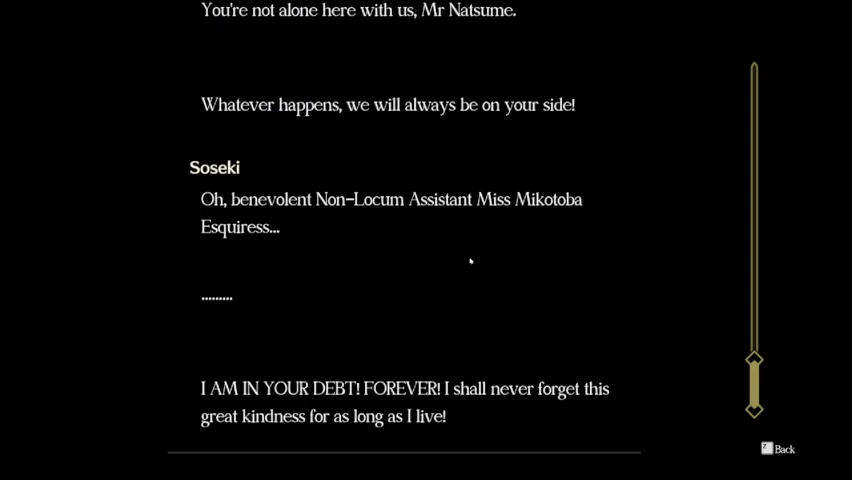 You're not alone here with us, Mr Natsume.
Whatever happens, we will always be on your side!
Soseki
Oh, benevolent Non-Locum Assistant Miss Mikotoba
Esquiress...
.........
I AM IN YOUR DEBT! FOREVER! I shall never forget this
great kindness for as long as I live!
Z Back